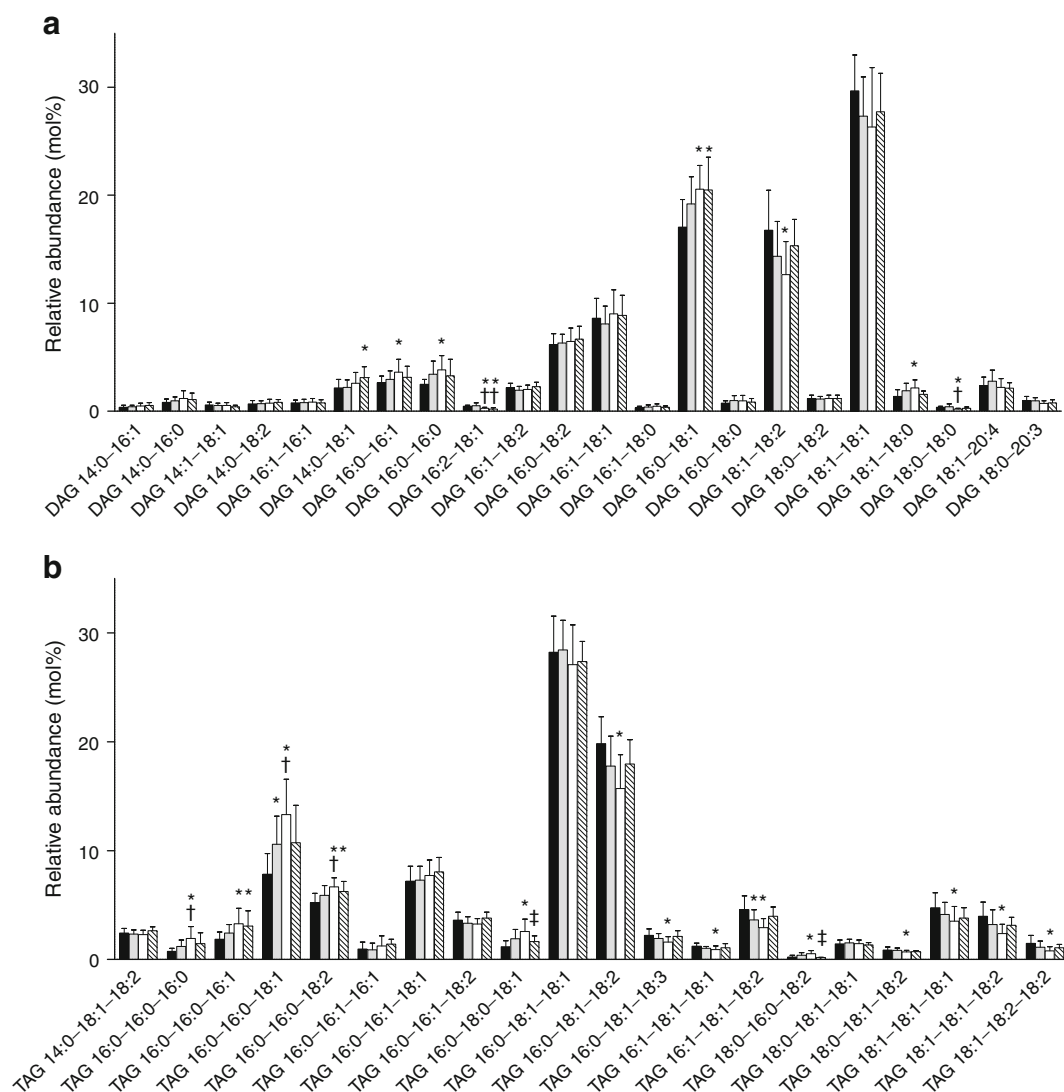 a
Relative abundance (mol%)
30
20
10
0
*
*
*
**
††
**
*
*
*
†
DAG 14:0–16:1
DAG 14:0–16:0
DAG 14:1–18:1
DAG 14:0–18:2
DAG 16:1–16:1
DAG 14:0–18:1
DAG 16:0–16:1
DAG 16:0–16:0
DAG 16:2–18:1
DAG 16:1–18:2
DAG 16:0–18:2
DAG 16:1–18:1
DAG 16:1–18:0
DAG 16:0–18:1
DAG 16:0–18:0
DAG 18:1–18:2
DAG 18:0–18:2
DAG 18:1–18:1
DAG 18:1–18:0
DAG 18:0–18:0
DAG 18:1–20:4
DAG 18:0–20:3
b
Relative abundance (mol%)
30
20
10
0
*
†
**
*
*
†
**
†
*
‡
*
*
*
**
*
‡
*
*
*
*
TAG 14:0–18:1–18:2
TAG 16:0–16:0–16:0
TAG 16:0–16:0–16:1
TAG 16:0–16:0–18:1
TAG 16:0–16:0–18:2
TAG 16:0–16:1–16:1
TAG 16:0–16:1–18:1
TAG 16:0–16:1–18:2
TAG 16:0–18:0–18:1
TAG 16:0–18:1–18:1
TAG 16:0–18:1–18:2
TAG 16:0–18:1–18:3
TAG 16:1–18:1–18:1
TAG 16:1–18:1–18:2
TAG 18:0–16:0–18:2
TAG 18:0–18:1–18:1
TAG 18:0–18:1–18:2
TAG 18:1–18:1–18:1
TAG 18:1–18:1–18:2
TAG 18:1–18:2–18:2